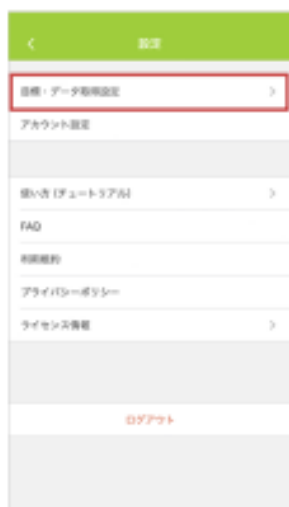 設定
目標・データ取得設定
アカウント設定
使い方 (チュートリアル)
FAQ
利用規約
プライバシーポリシー
ライセンス情報
ログアウト